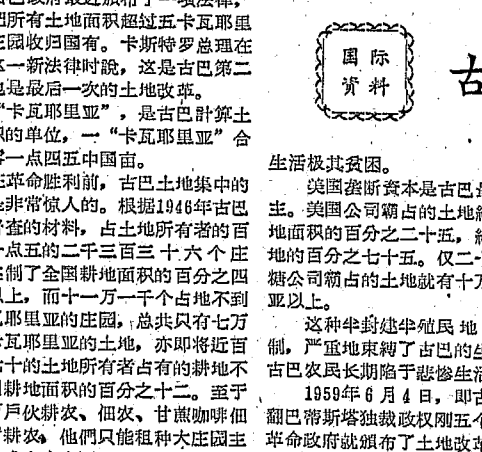 古巴政府最近頒布了一项法律，
把所有土地面积超过五卡瓦耶里
庄园收归国有。卡斯特罗总理在
这一新法律时說，这是古巴第二
也是最后一次的土地改革。
“卡瓦耶里亚”，是古巴計算土
积的单位，一“卡瓦耶里亚”合
零一点四五中国亩。
在革命胜利前，古巴土地集中的
是非常惊人的。根据1946年古巴
普查的材料，占土地所有者的百
一点五的二千三百三十六个庄
控制了全国耕地面积的百分之四
以上，而十一万一千个占地不到
瓦耶里亚的庄园，总共只有七万
卡瓦耶里亚的土地，亦即将近百
七十的土地所有者占有的耕地不
国耕地面积的百分之十二。至于
户伙耕农、佃农、甘蔗咖啡佃
耕农，他們只能租种大庄园主
国际
資料
古
生活极其贫困。
美国垄断資本是古巴
主。美国公司霸占的土地
地面积的百分之二十五，
地的百分之七十五。仅二
糖公司霸占的土地就有十万
亚以上。
这种半封建半殖民地
制，严重地束縛了古巴的生
古巴农民长期陷于悲惨生活
1959年6月4日，即古
翻巴蒂斯塔独裁政权刚五个
革命政府就頒布了土地改革